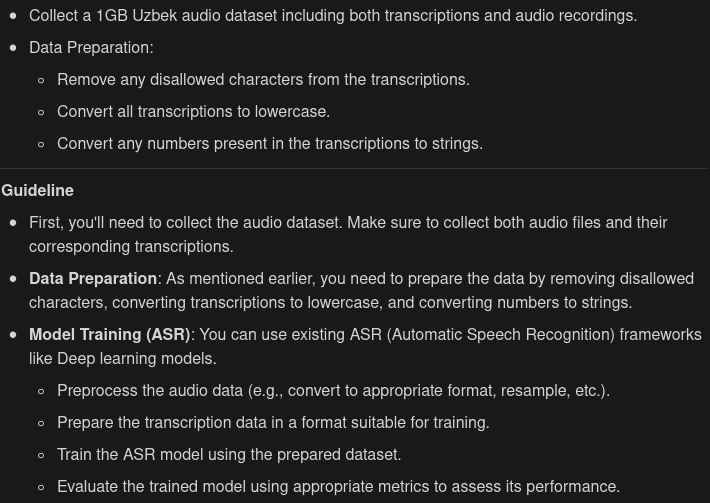 • Collect a 1GB Uzbek audio dataset including both transcriptions and audio recordings.
• Data Preparation:
◦ Remove any disallowed characters from the transcriptions.
◦ Convert all transcriptions to lowercase.
◦ Convert any numbers present in the transcriptions to strings.
Guideline
• First, you'll need to collect the audio dataset. Make sure to collect both audio files and their
corresponding transcriptions.
• Data Preparation: As mentioned earlier, you need to prepare the data by removing disallowed
characters, converting transcriptions to lowercase, and converting numbers to strings.
• Model Training (ASR): You can use existing ASR (Automatic Speech Recognition) frameworks
like Deep learning models.
◦ Preprocess the audio data (e.g., convert to appropriate format, resample, etc.).
◦ Prepare the transcription data in a format suitable for training.
◦ Train the ASR model using the prepared dataset.
◦ Evaluate the trained model using appropriate metrics to assess its performance.